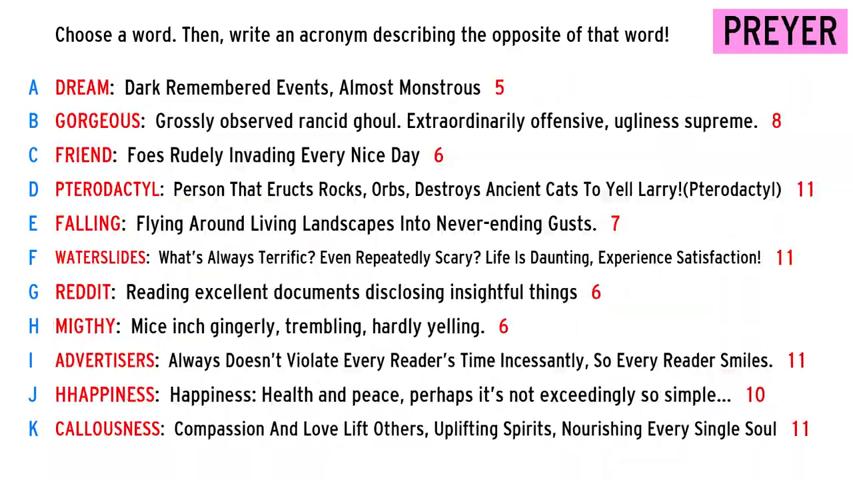 Choose a word. Then, write an acronym describing the opposite of that word!
PREYER
A DREAM: Dark Remembered Events, Almost Monstrous 5
B GORGEOUS: Grossly observed rancid ghoul. Extraordinarily offensive, ugliness supreme. 8
C FRIEND: Foes Rudely Invading Every Nice Day 6
D PTERODACTYL: Person That Eructs Rocks, Orbs, Destroys Ancient Cats To Yell Larry!(Pterodactyl) 11
E FALLING: Flying Around Living Landscapes Into Never-ending Gusts. 7
F WATERSLIDES: What's Always Terrific? Even Repeatedly Scary? Life Is Daunting, Experience Satisfaction! 11
G REDDIT: Reading excellent documents disclosing insightful things 6
H MIGTHY: Mice inch gingerly, trembling, hardly yelling. 6
I ADVERTISERS: Always Doesn't Violate Every Reader's Time Incessantly, So Every Reader Smiles. 11
J HHAPPINESS: Happiness: Health and peace, perhaps it's not exceedingly so simple... 10
K CALLOUSNESS: Compassion And Love Lift Others, Uplifting Spirits, Nourishing Every Single Soul 11